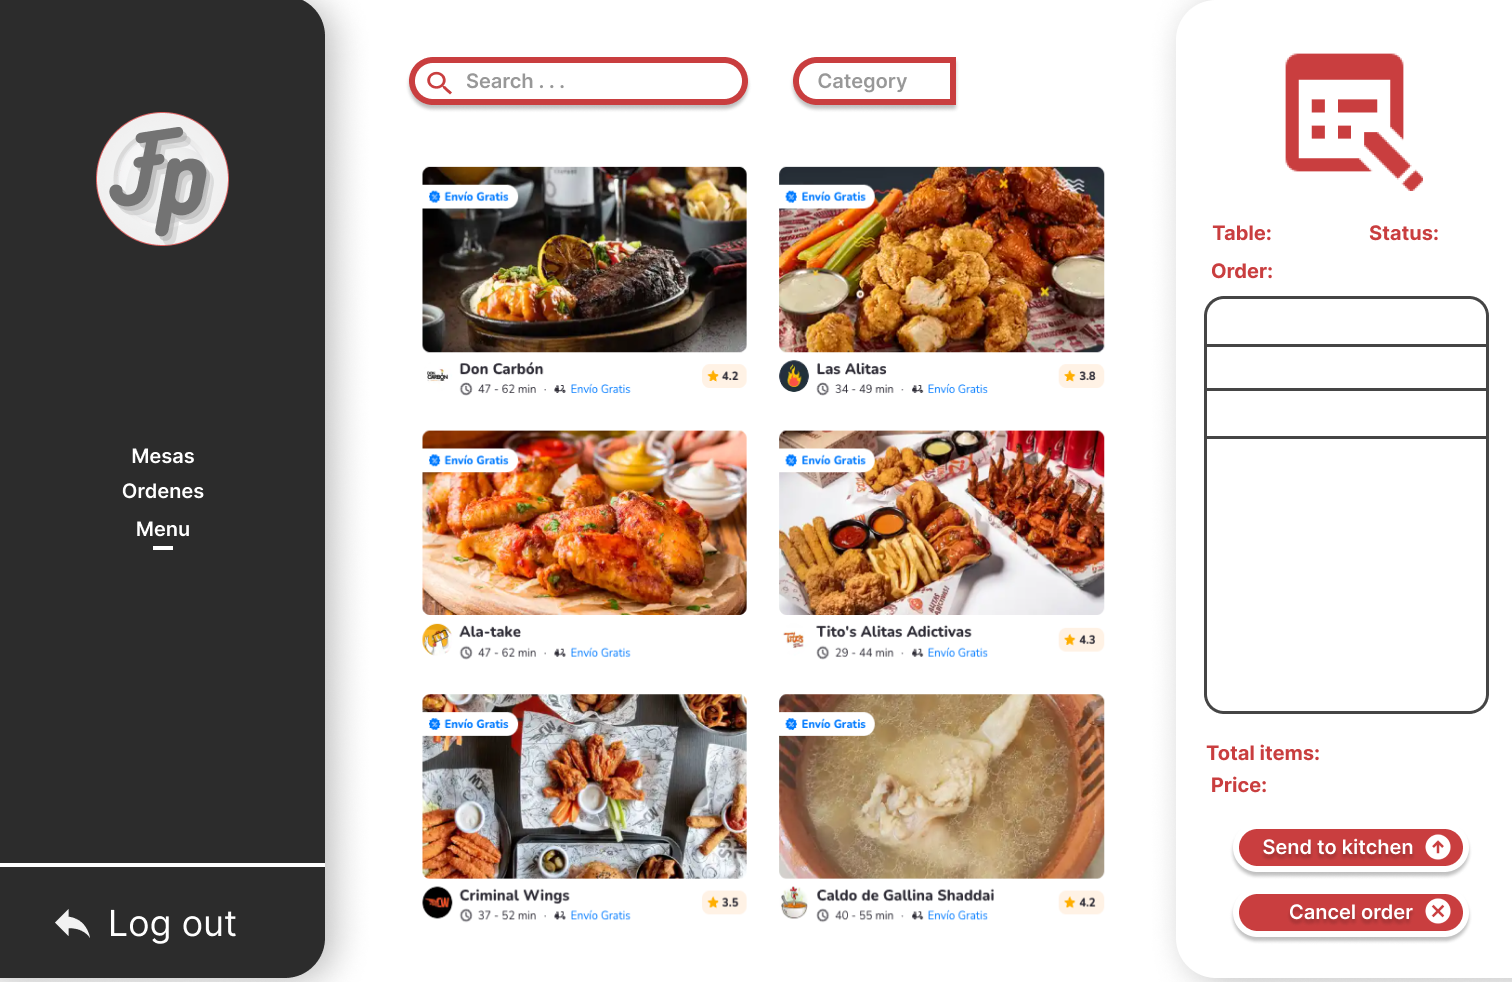 Fp
Mesas
Ordenes
Menu
Log out
Search . . .
Category
Envío Gratis
Don Carbón
47 - 62 min · Envío Gratis
4.2
Envío Gratis
Las Alitas
34 - 49 min · Envío Gratis
3.8
Envío Gratis
Ala-take
47 - 62 min · Envío Gratis
Envío Gratis
Tito's Alitas Adictivas
29 - 44 min · Envío Gratis
4.3
Envío Gratis
Criminal Wings
37 - 52 min · Envío Gratis
3.5
Envío Gratis
Caldo de Gallina Shaddai
40 - 55 min · Envío Gratis
4.2
Table: Status:
Order:
Total items:
Price:
Send to kitchen
Cancel order